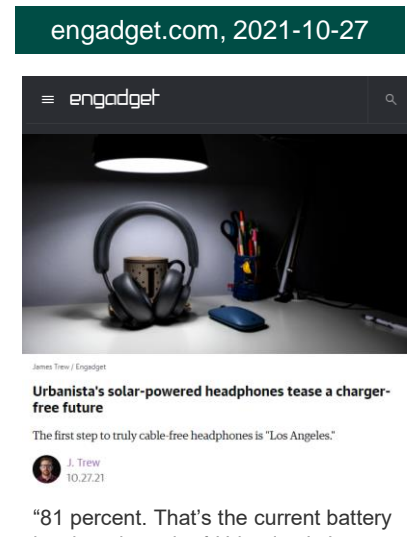 engadget.com, 2021-10-27
engadget
James Trew / Engadget
Urbanista's solar-powered headphones tease a charger-
free future
The first step to truly cable-free headphones is "Los Angeles."
J. Trew
10.27.21
“81 percent. That’s the current battery